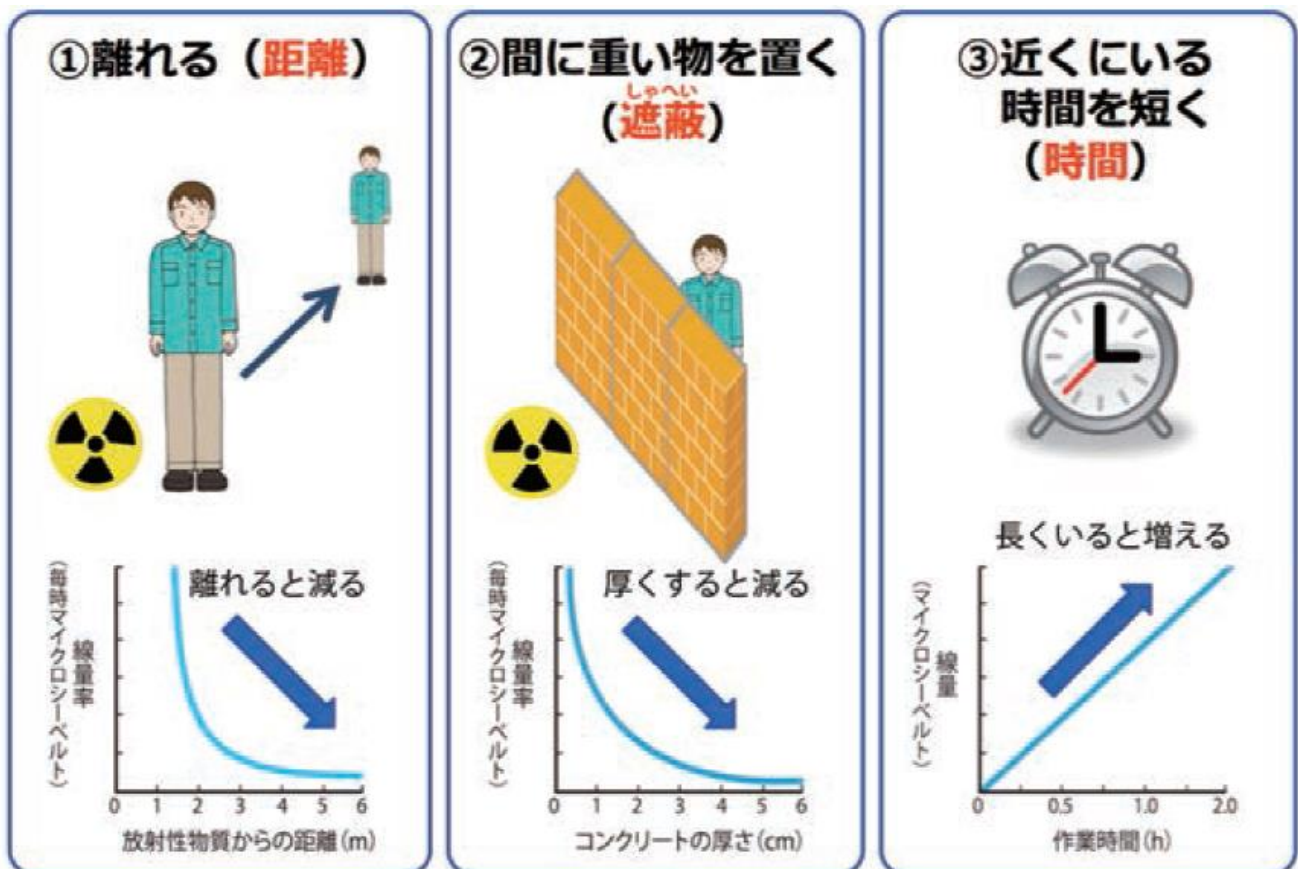 ①離れる（距離）
離れると減る
線量率
（毎時マイクロシーベルト）
0 1 2 3 4 5 6
放射性物質からの距離(m)
②間に重い物を置く
しゃへい
（遮蔽）
厚くすると減る
線量率
（毎時マイクロシーベルト）
0 1 2 3 4 5 6
コンクリートの厚さ(cm)
③近くにいる
時間を短く
（時間）
長くいると増える
線量
（マイクロシーベルト）
0 0.5 1.0 2.0
作業時間(h)